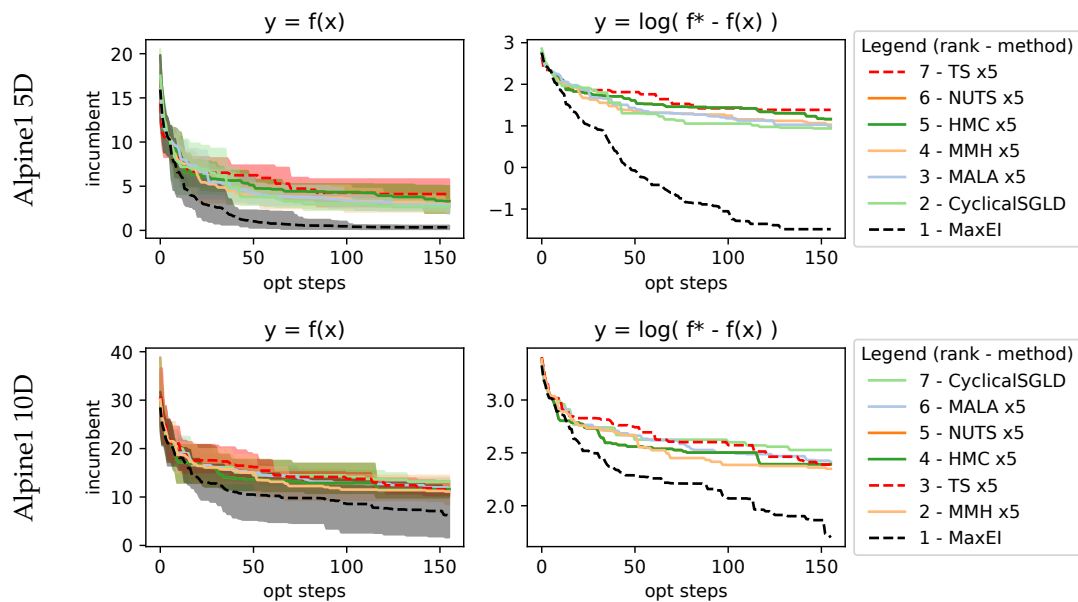 Alpine1 5D
y = f(x)
incumbent
20
15
10
5
0
0 50 100 150
opt steps
y = log( f* - f(x) )
3
2
1
0
−1
0 50 100 150
opt steps
Legend (rank - method)
7 - TS x5
6 - NUTS x5
5 - HMC x5
4 - MMH x5
3 - MALA x5
2 - CyclicalSGLD
1 - MaxEI
Alpine1 10D
y = f(x)
incumbent
40
30
20
10
0
0 50 100 150
opt steps
y = log( f* - f(x) )
3.0
2.5
2.0
0 50 100 150
opt steps
Legend (rank - method)
7 - CyclicalSGLD
6 - MALA x5
5 - NUTS x5
4 - HMC x5
3 - TS x5
2 - MMH x5
1 - MaxEI